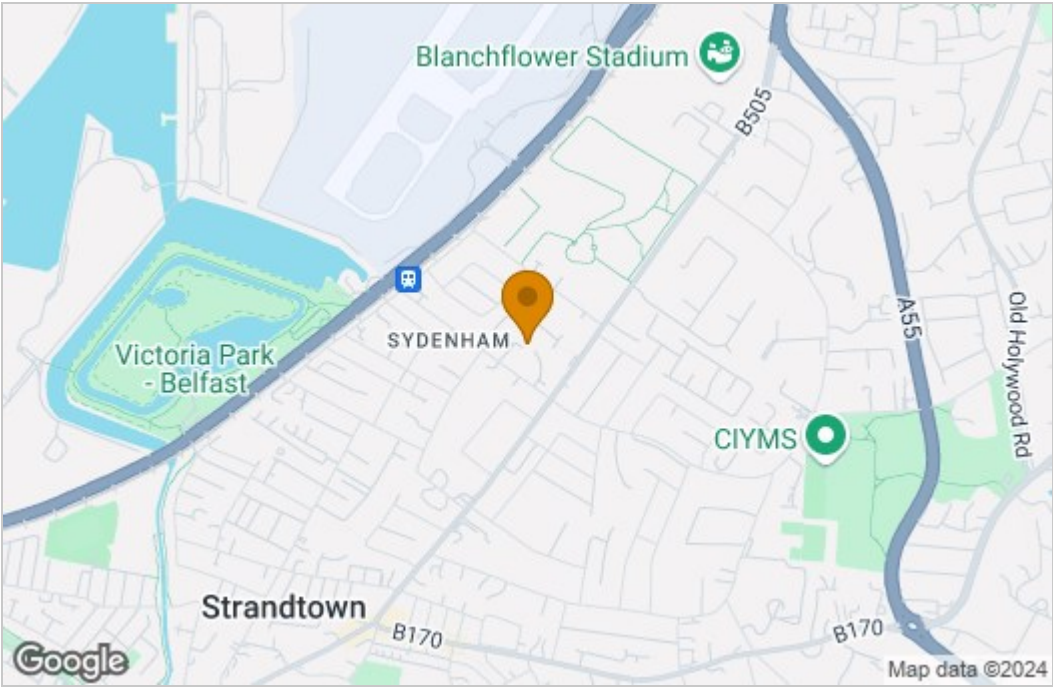 Blanchflower Stadium
B505
A55
Old Holywood Rd
SYDENHAM
Victoria Park
- Belfast
CIYMS
Strandtown
B170
B170
Google
Map data ©2024